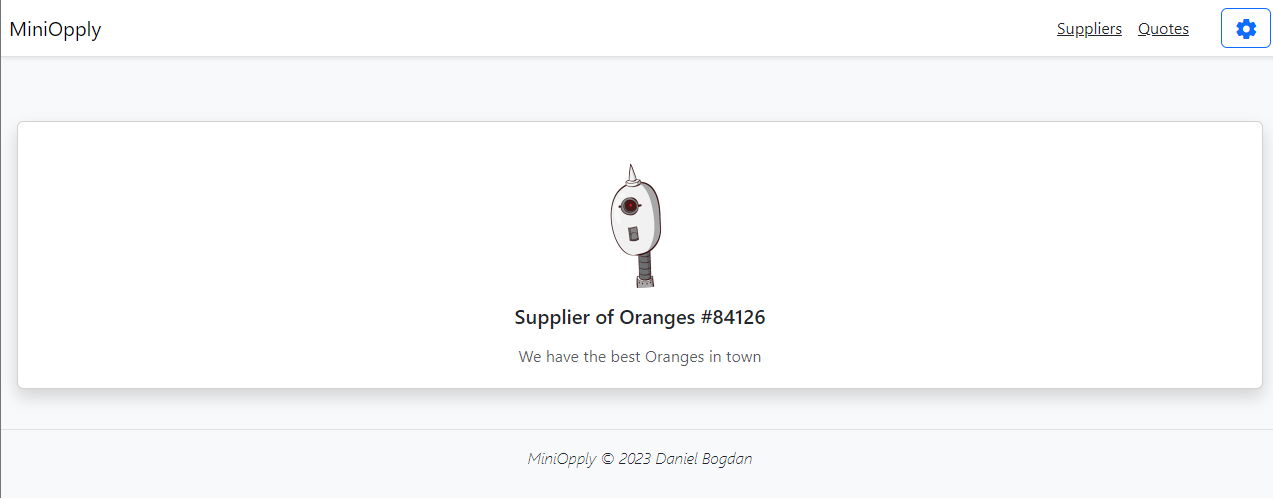 MiniOpply
Suppliers Quotes
Supplier of Oranges #84126
We have the best Oranges in town
MiniOpply © 2023 Daniel Bogdan